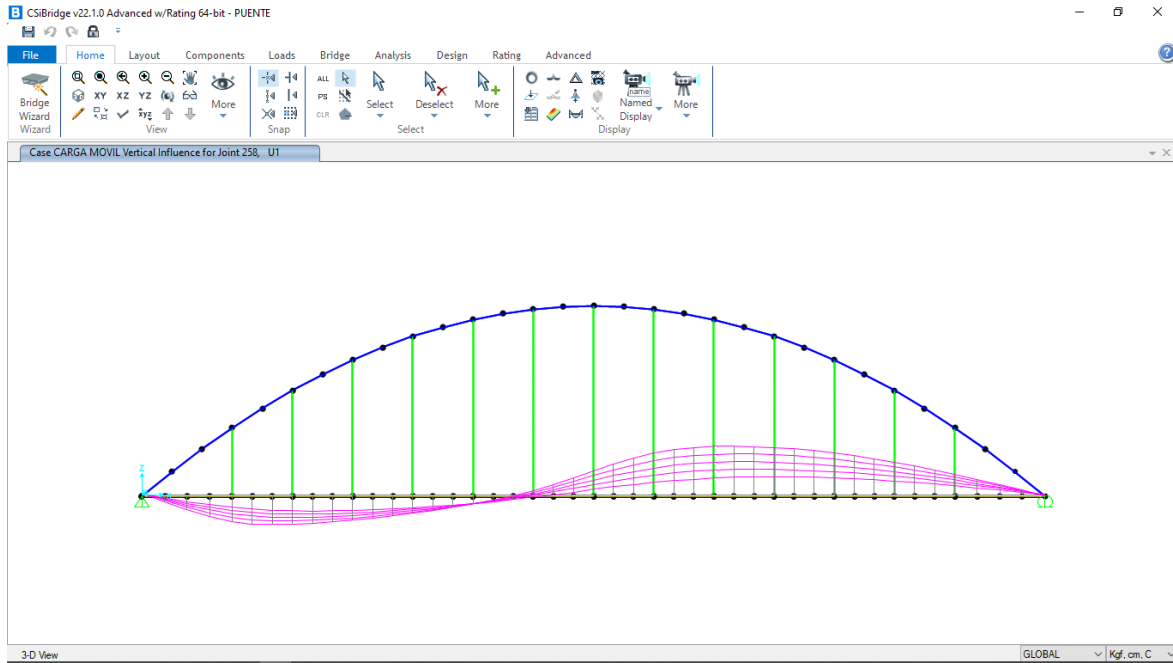 B CSiBridge v22.1.0 Advanced w/Rating 64-bit - PUENTE
File Home Layout Components Loads Bridge Analysis Design Rating Advanced
XY XZ YZ
ALL
PS
CLR
name
Bridge Wizard
More
Select
Deselect
More
Named Display
More
Wizard View Snap Select Display
Case CARGA MOVIL Vertical Influence for Joint 258, U1
Z
3-D View GLOBAL Kgf, cm, C